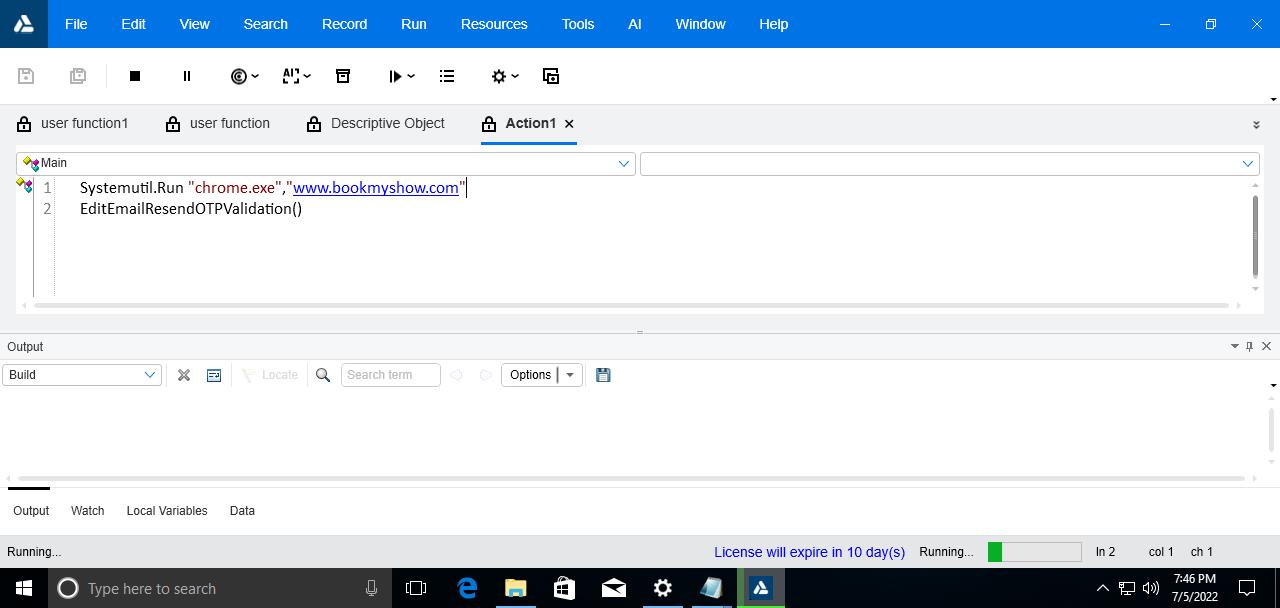 File Edit View Search Record Run Resources Tools AI Window Help
user function1 user function Descriptive Object Action1
Main
1 Systemutil.Run "chrome.exe","www.bookmyshow.com"
2 EditEmailResendOTPValidation()
Output
Build Locate Search term Options
Output Watch Local Variables Data
Running... License will expire in 10 day(s) Running... ln 2 col 1 ch 1
Type here to search 7:46 PM
7/5/2022